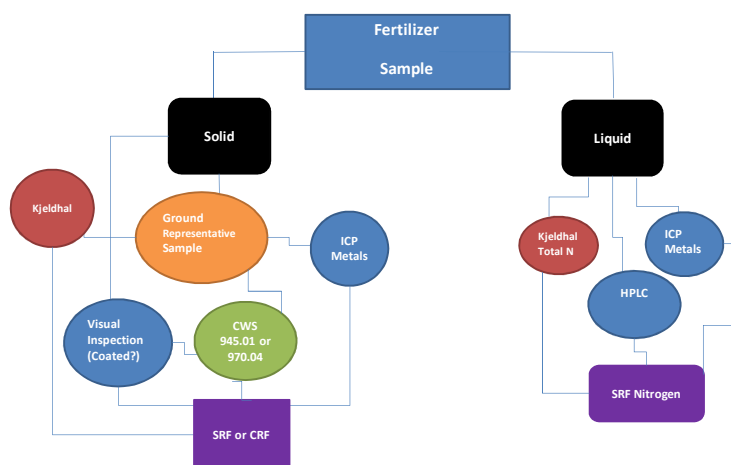 Fertilizer
Sample
Solid
Liquid
Kjeldhal
Ground
Representative
Sample
ICP
Metals
Kjeldhal
Total N
ICP
Metals
HPLC
Visual
Inspection
(Coated?)
CWS
945.01 or
970.04
SRF or CRF
SRF Nitrogen